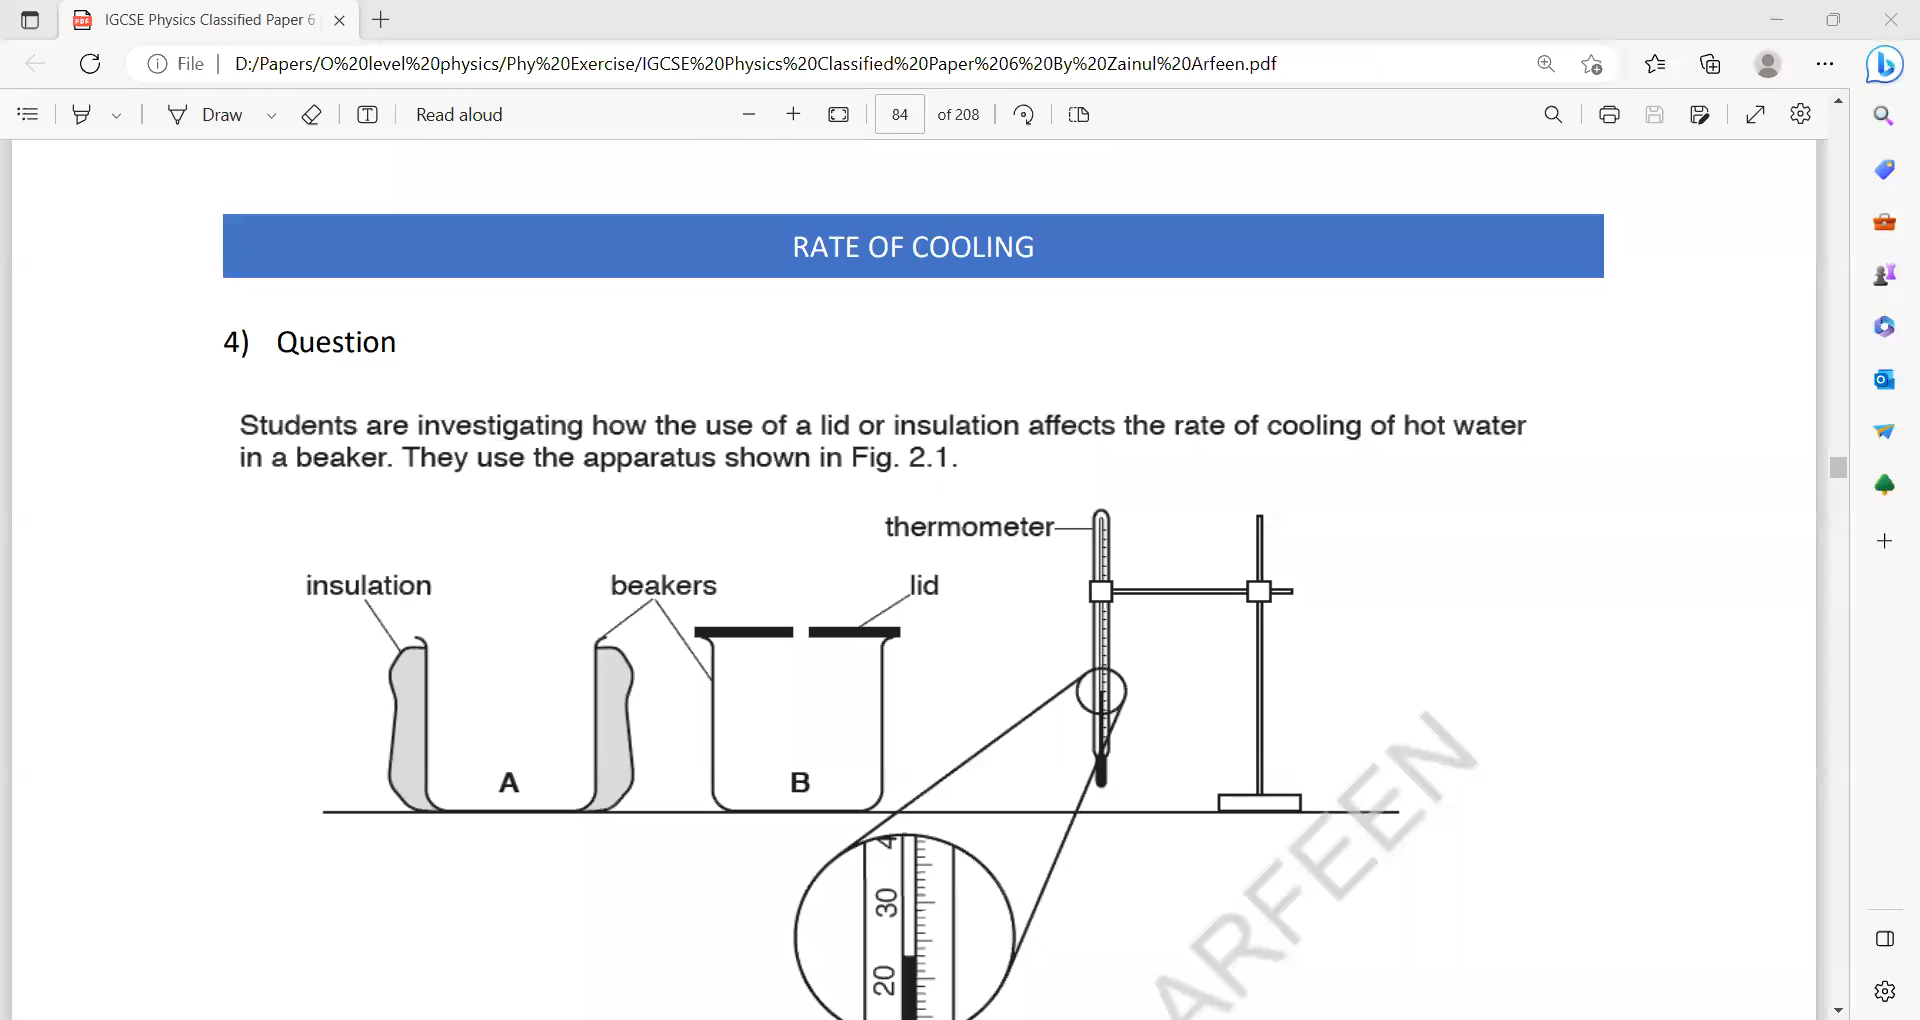 IGCSE Physics Classified Paper 6
File
D:/Papers/O%20level%20physics/Phy%20Exercise/IGCSE%20Physics%20Classified%20Paper%206%20By%20Zainul%20Arfeen.pdf
Draw
Read aloud
84
of 208
RATE OF COOLING
4) Question
Students are investigating how the use of a lid or insulation affects the rate of cooling of hot water
in a beaker. They use the apparatus shown in Fig. 2.1.
thermometer
insulation
beakers
lid
A
B
4
30
20
ARFEEN